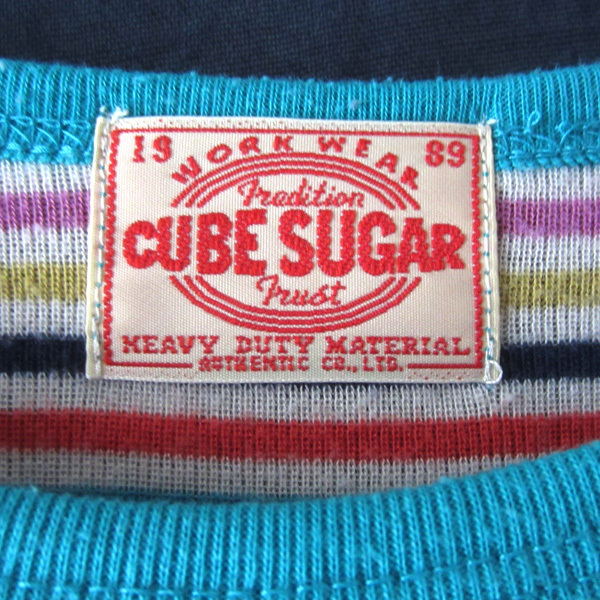 19 89
WORK WEAR
Tradition
CUBE SUGAR
Trust
HEAVY DUTY MATERIAL
AUTHENTIC CO., LTD.